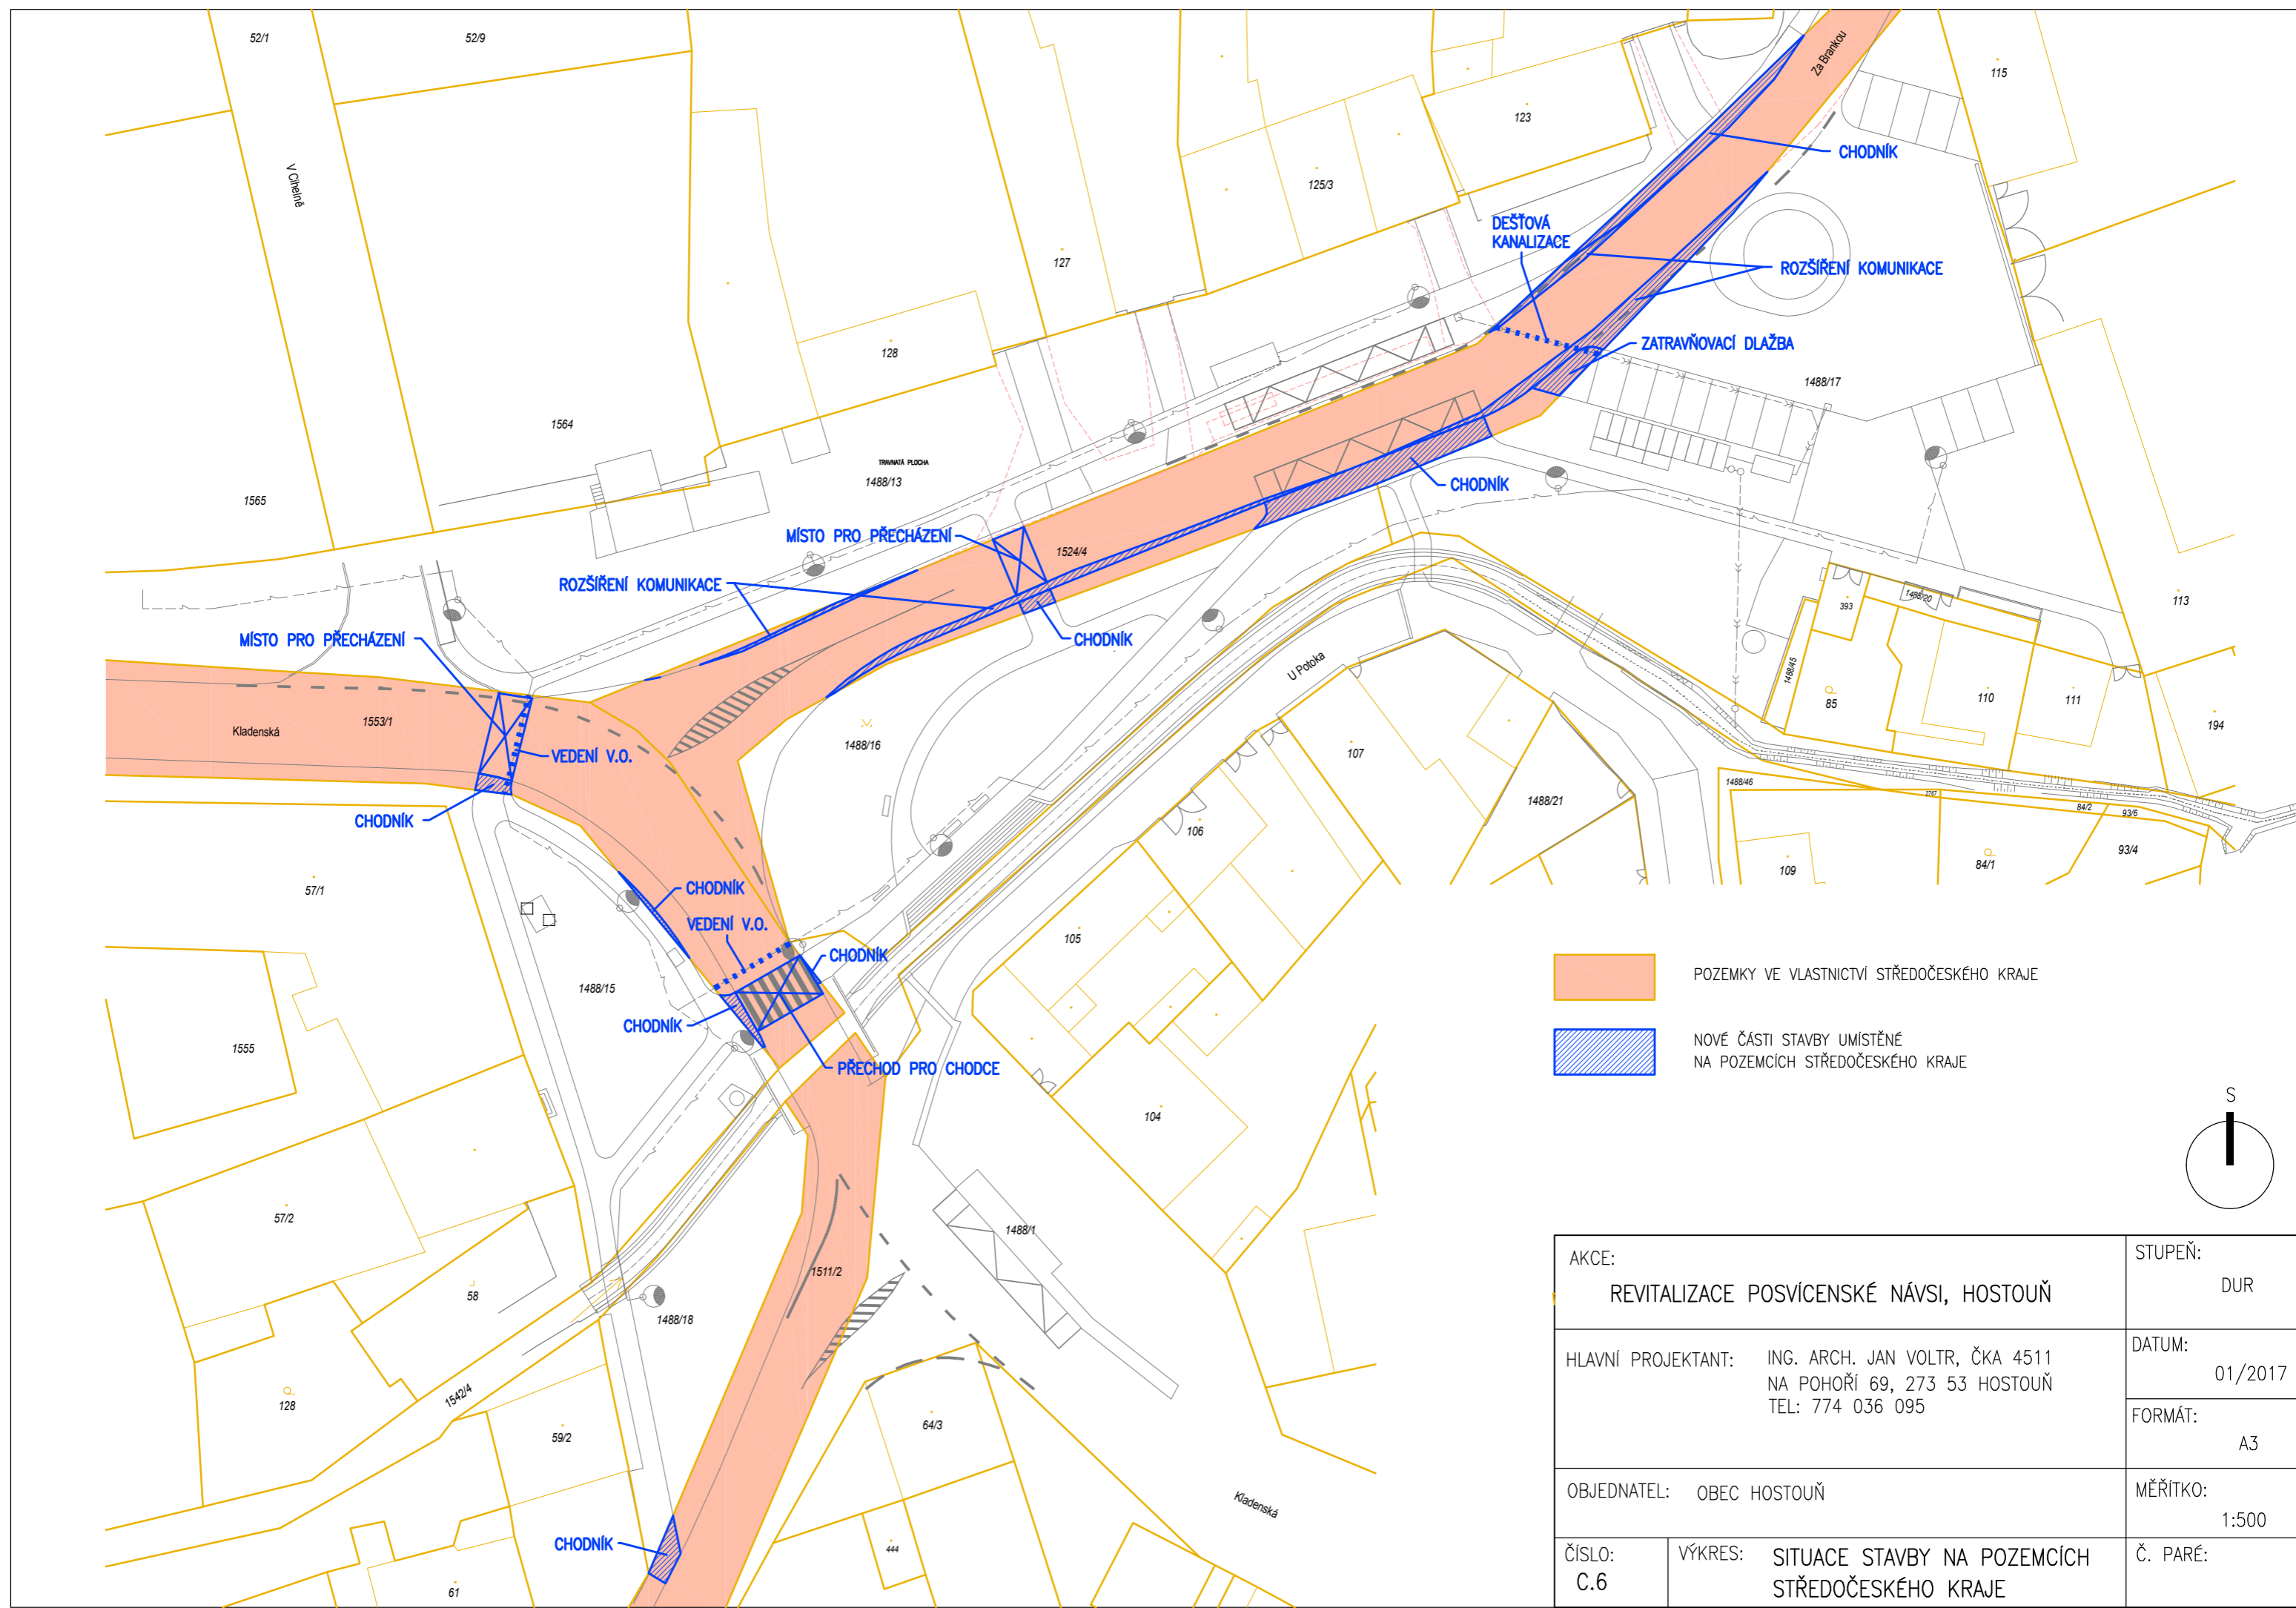 52/1
52/9
Za Brankou
115
123
V Cihelně
CHODNÍK
125/3
DEŠŤOVÁ
KANALIZACE
127
ROZŠÍŘENÍ KOMUNIKACE
128
ZATRAVŇOVACÍ DLAŽBA
1488/17
1564
TRAVNATÁ PLOCHA
1488/13
1565
CHODNÍK
MÍSTO PRO PŘECHÁZENÍ
1524/4
ROZŠÍŘENÍ KOMUNIKACE
393
1488/20
113
MÍSTO PRO PŘECHÁZENÍ
CHODNÍK
U Potoka
1488/45
85
110
111
194
1553/1
Kladenská
1488/16
VEDENÍ V.O.
107
1488/46
1488/21
84/2
93/6
CHODNÍK
106
93/4
109
84/1
57/1
CHODNÍK
VEDENÍ V.O.
105
CHODNÍK
1488/15
POZEMKY VE VLASTNICTVÍ STŘEDOČESKÉHO KRAJE
CHODNÍK
1555
NOVÉ ČÁSTI STAVBY UMÍSTĚNÉ
NA POZEMCÍCH STŘEDOČESKÉHO KRAJE
PŘECHOD PRO CHODCE
104
S
57/2
1488/1
1511/2
58
1488/18
128
1542/4
59/2
64/3
Kladenská
CHODNÍK
444
61
AKCE:
REVITALIZACE POSVÍCENSKÉ NÁVSI, HOSTOUŇ
STUPEŇ:
DUR
HLAVNÍ PROJEKTANT:
ING. ARCH. JAN VOLTR, ČKA 4511
NA POHOŘÍ 69, 273 53 HOSTOUŇ
TEL: 774 036 095
DATUM:
01/2017
FORMÁT:
A3
OBJEDNATEL: OBEC HOSTOUŇ
MĚŘÍTKO:
1:500
ČÍSLO:
C.6
VÝKRES:
SITUACE STAVBY NA POZEMCÍCH
STŘEDOČESKÉHO KRAJE
Č. PARÉ: